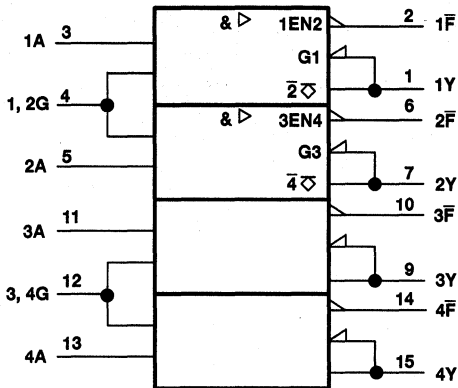 & ▷ 1EN2 2 1F̅
1A 3
G1
1 1Y
2̅ ⎏
1, 2G 4
& ▷ 3EN4 6 2F̅
G3
2A 5
4̅ ⎏ 7 2Y
10 3F̅
3A 11
9 3Y
3, 4G 12
14 4F̅
4A 13
15 4Y